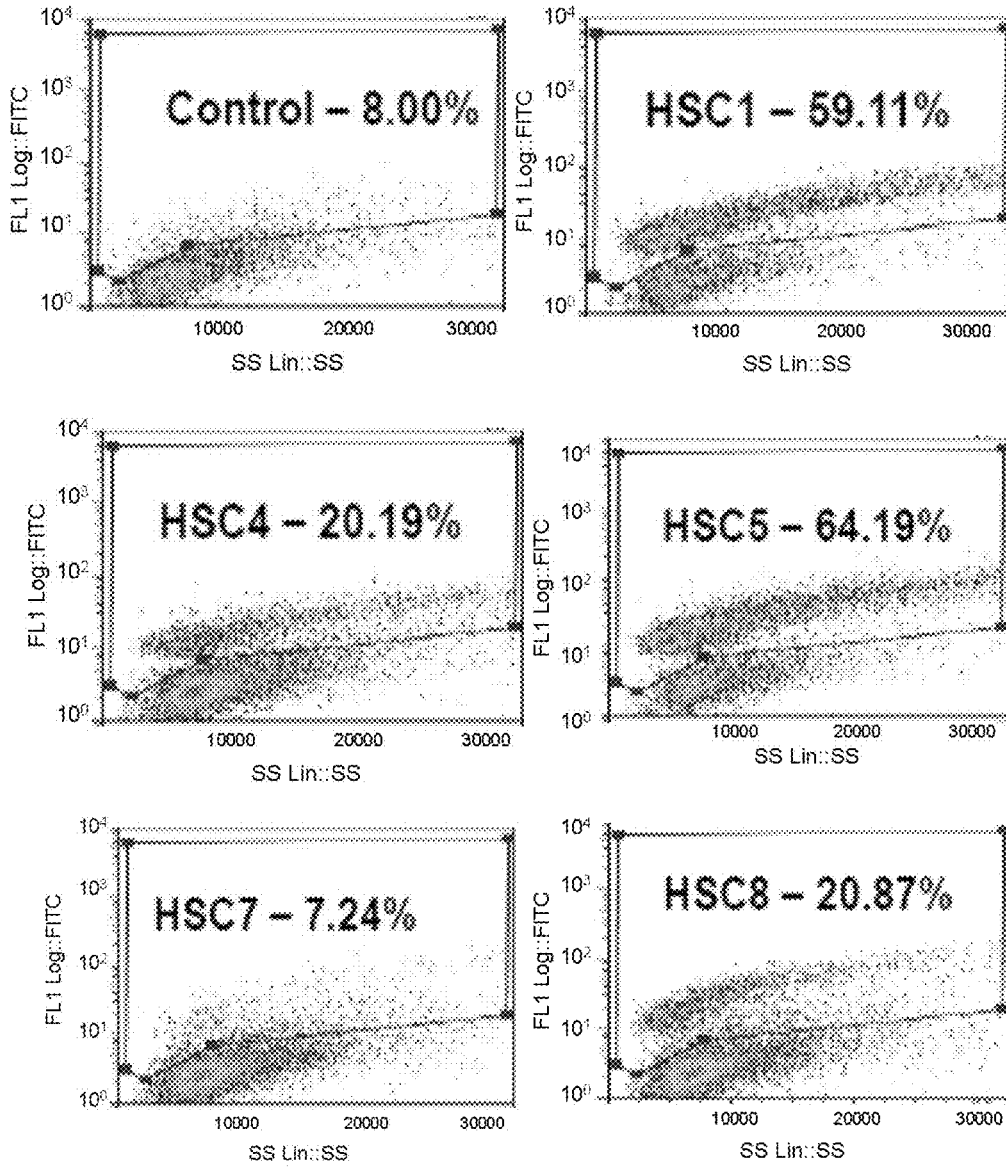 10⁴
10³
10²
10¹
10⁰
FL1 Log::FITC
Control – 8.00%
10000 20000 30000
SS Lin::SS
10⁴
10³
10²
10¹
10⁰
FL1 Log::FITC
HSC1 – 59.11%
10000 20000 30000
SS Lin::SS
10⁴
10³
10²
10¹
10⁰
FL1 Log::FITC
HSC4 – 20.19%
10000 20000 30000
SS Lin::SS
10⁴
10³
10²
10¹
10⁰
FL1 Log::FITC
HSC5 – 64.19%
10000 20000 30000
SS Lin::SS
10⁴
10³
10²
10¹
10⁰
FL1 Log::FITC
HSC7 – 7.24%
10000 20000 30000
SS Lin::SS
10⁴
10³
10²
10¹
10⁰
FL1 Log::FITC
HSC8 – 20.87%
10000 20000 30000
SS Lin::SS